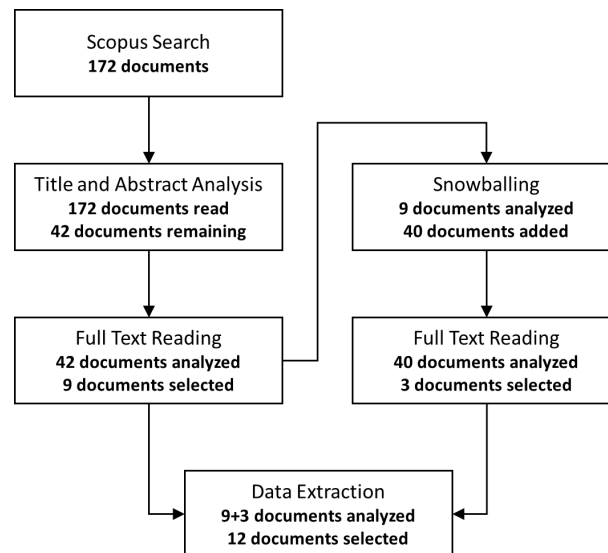 Scopus Search
172 documents
Title and Abstract Analysis
172 documents read
42 documents remaining
Full Text Reading
42 documents analyzed
9 documents selected
Snowballing
9 documents analyzed
40 documents added
Full Text Reading
40 documents analyzed
3 documents selected
Data Extraction
9+3 documents analyzed
12 documents selected